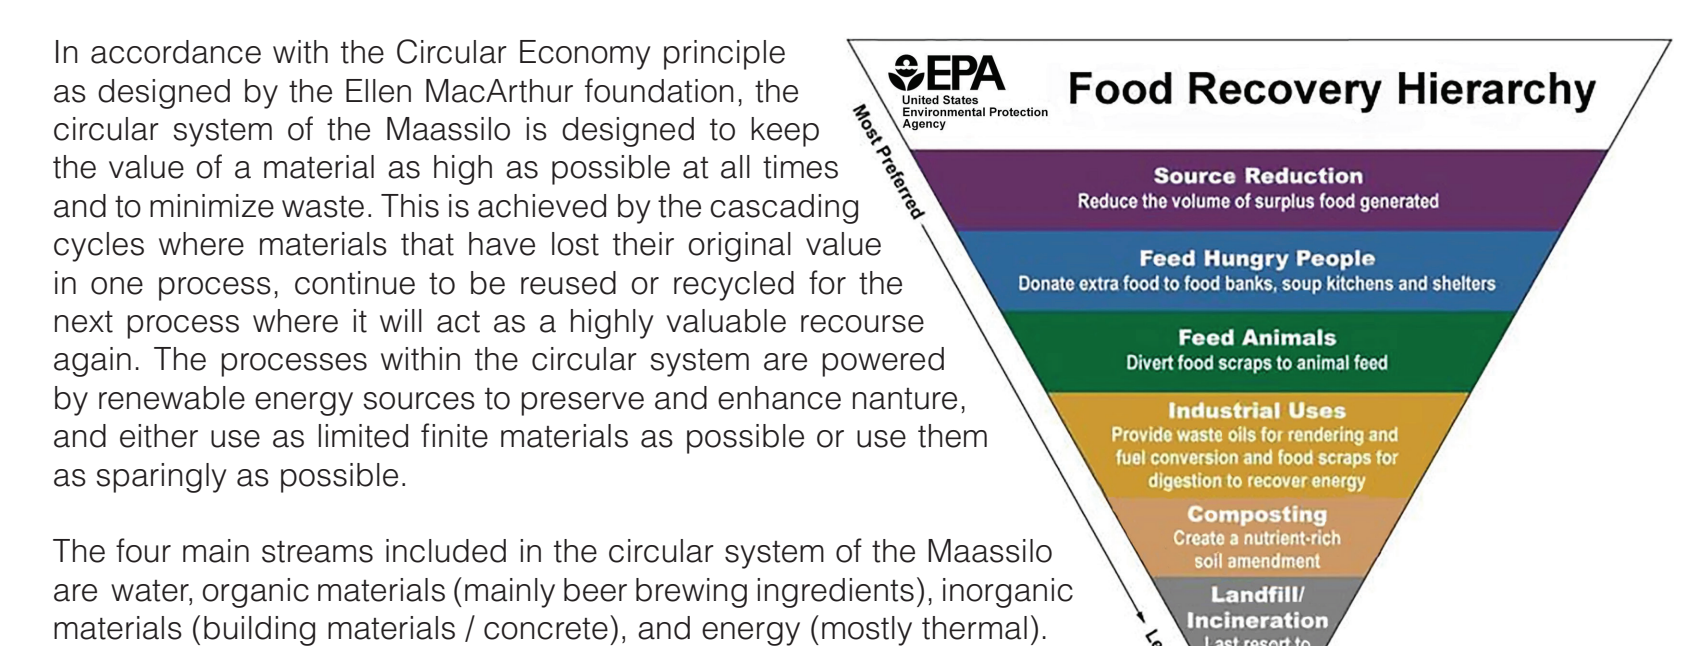 In accordance with the Circular Economy principle
as designed by the Ellen MacArthur foundation, the
circular system of the Maassilo is designed to keep
the value of a material as high as possible at all times
and to minimize waste. This is achieved by the cascading
cycles where materials that have lost their original value
in one process, continue to be reused or recycled for the
next process where it will act as a highly valuable recourse
again. The processes within the circular system are powered
by renewable energy sources to preserve and enhance nanture,
and either use as limited finite materials as possible or use them
as sparingly as possible.
The four main streams included in the circular system of the Maassilo
are water, organic materials (mainly beer brewing ingredients), inorganic
materials (building materials / concrete), and energy (mostly thermal).
EPA
United States
Environmental Protection
Agency
Food Recovery Hierarchy
Most Preferred
Source Reduction
Reduce the volume of surplus food generated
Feed Hungry People
Donate extra food to food banks, soup kitchens and shelters
Feed Animals
Divert food scraps to animal feed
Industrial Uses
Provide waste oils for rendering and
fuel conversion and food scraps for
digestion to recover energy
Composting
Create a nutrient-rich
soil amendment
Landfill/
Incineration
Last resort to